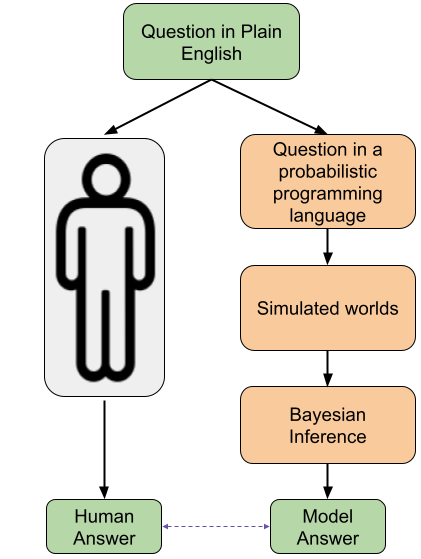 Question in Plain
English
Question in a
probabilistic
programming
language
Simulated worlds
Bayesian
Inference
Human
Answer
Model
Answer